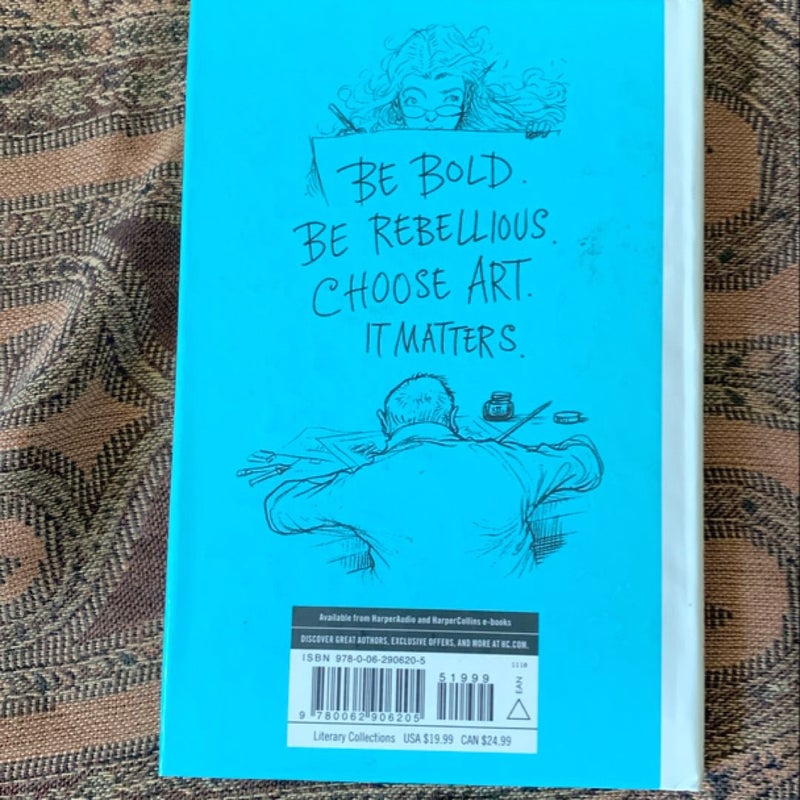 BE BOLD.
BE REBELLIOUS.
CHOOSE ART.
IT MATTERS.
Available from HarperAudio and HarperCollins e-books
DISCOVER GREAT AUTHORS, EXCLUSIVE OFFERS, AND MORE AT HC.COM.
ISBN 978-0-06-290620-5
1110
51999
EAN
9 780062 906205
Literary Collections USA $19.99 CAN $24.99